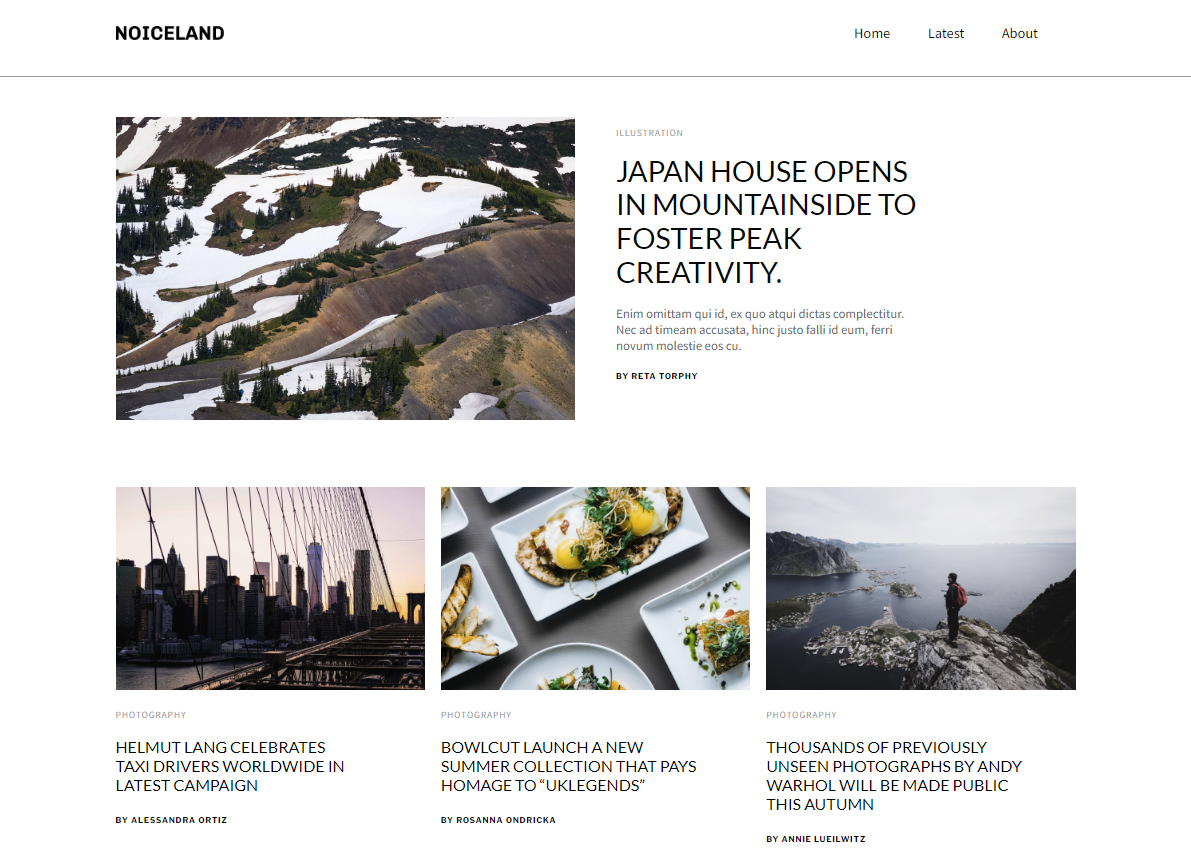 NOICELAND
Home Latest About
ILLUSTRATION
JAPAN HOUSE OPENS
IN MOUNTAINSIDE TO
FOSTER PEAK
CREATIVITY.
Enim omittam qui id, ex quo atqui dictas complectitur.
Nec ad timeam accusata, hinc justo falli id eum, ferri
novum molestie eos cu.
BY RETA TORPHY
PHOTOGRAPHY
HELMUT LANG CELEBRATES
TAXI DRIVERS WORLDWIDE IN
LATEST CAMPAIGN
BY ALESSANDRA ORTIZ
PHOTOGRAPHY
BOWLCUT LAUNCH A NEW
SUMMER COLLECTION THAT PAYS
HOMAGE TO “UKLEGENDS”
BY ROSANNA ONDRICKA
PHOTOGRAPHY
THOUSANDS OF PREVIOUSLY
UNSEEN PHOTOGRAPHS BY ANDY
WARHOL WILL BE MADE PUBLIC
THIS AUTUMN
BY ANNIE LUEILWITZ